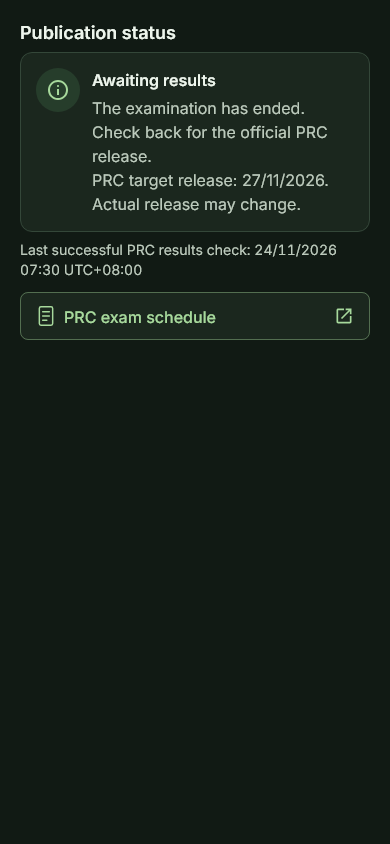 Publication status
Awaiting results
The examination has ended.
Check back for the official PRC
release.
PRC target release: 27/11/2026.
Actual release may change.
Last successful PRC results check: 24/11/2026
07:30 UTC+08:00
PRC exam schedule